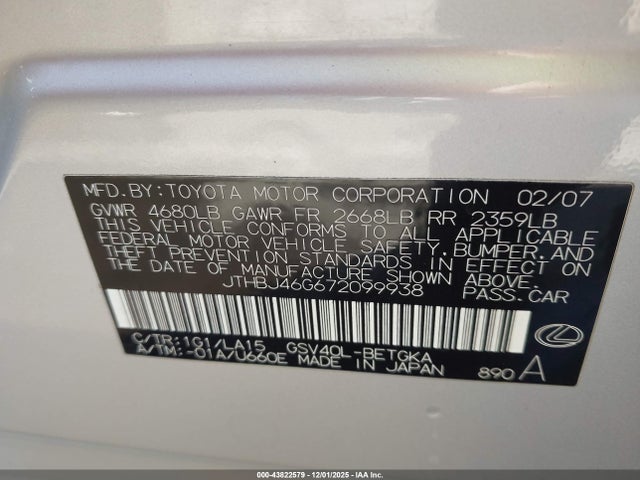 MFD.BY:TOYOTA MOTOR CORPORATION 02/07
GVWR 4680LB GAWR FR 2668LB RR 2359LB
THIS VEHICLE CONFORMS TO ALL APPLICABLE
FEDERAL MOTOR VEHICLE SAFETY,BUMPER,AND
THEFT PREVENTION STANDARDS IN EFFECT ON
THE DATE OF MANUFACTURE SHOWN ABOVE.
JTHBJ46G672099938 PASS.CAR
C/TR:1G1/LA15 GSV40L-BETGKA
A/TM:-01A/U660E MADE IN JAPAN 890 A
000-43822579 - 12/01/2025 - IAA Inc.